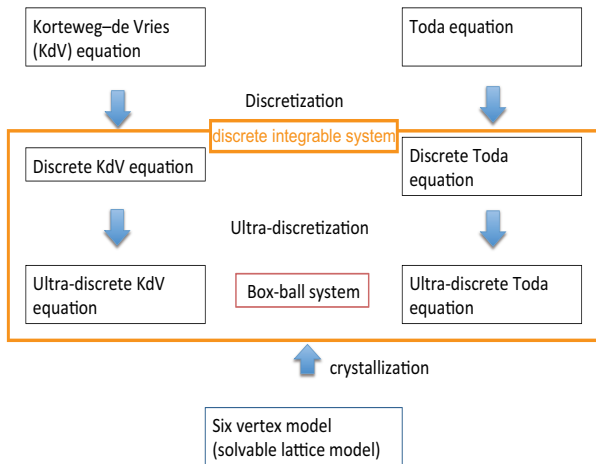 Korteweg–de Vries
(KdV) equation
Toda equation
Discretization
discrete integrable system
Discrete KdV equation
Discrete Toda
equation
Ultra-discretization
Ultra-discrete KdV
equation
Box-ball system
Ultra-discrete Toda
equation
crystallization
Six vertex model
(solvable lattice model)